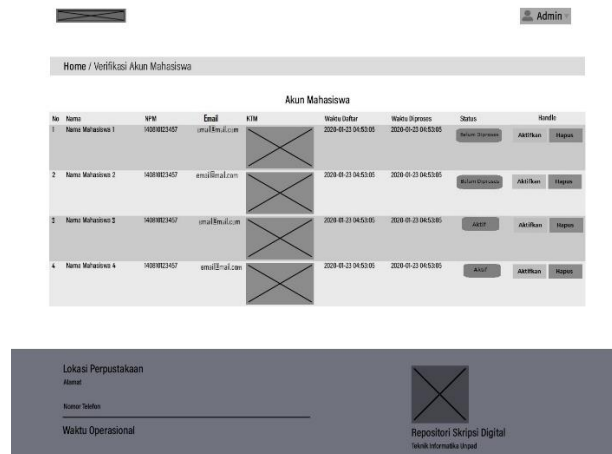 Admin
Home / Verifikasi Akun Mahasiswa
Akun Mahasiswa
No Nama NPM Email KTM Waktu Daftar Waktu Diproses Status Handle
1 Nama Mahasiswa 1 140810123457 email@mail.com 2020-01-23 04:53:05 2020-01-23 04:53:05 Belum Diproses Aktifkan Hapus
2 Nama Mahasiswa 2 140810123457 email@mail.com 2020-01-23 04:53:05 2020-01-23 04:53:05 Belum Diproses Aktifkan Hapus
3 Nama Mahasiswa 3 140810123457 email@mail.com 2020-01-23 04:53:05 2020-01-23 04:53:05 Aktif Aktifkan Hapus
4 Nama Mahasiswa 4 140810123457 email@mail.com 2020-01-23 04:53:05 2020-01-23 04:53:05 Aktif Aktifkan Hapus
Lokasi Perpustakaan
Alamat
Nomor Telefon
Waktu Operasional
Repositori Skripsi Digital
Teknik Informatika Unpad